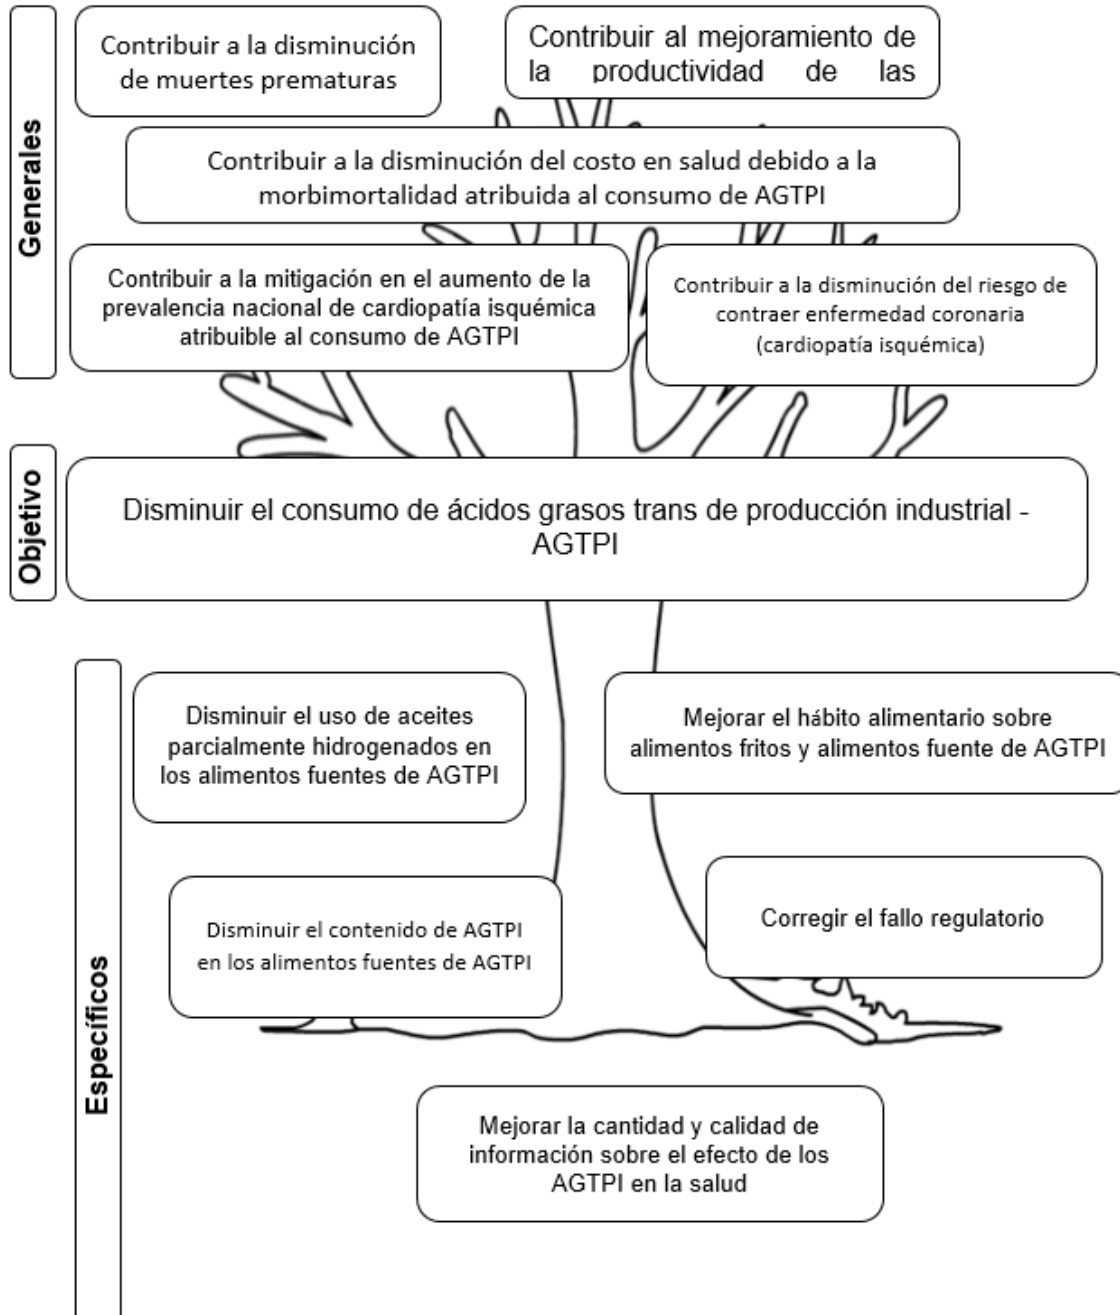 Generales
Contribuir a la disminución
de muertes prematuras
Contribuir al mejoramiento de
la productividad de las
Contribuir a la disminución del costo en salud debido a la
morbimortalidad atribuida al consumo de AGTPI
Contribuir a la mitigación en el aumento de la
prevalencia nacional de cardiopatía isquémica
atribuible al consumo de AGTPI
Contribuir a la disminución del riesgo de
contraer enfermedad coronaria
(cardiopatía isquémica)
Objetivo
Disminuir el consumo de ácidos grasos trans de producción industrial -
AGTPI
Específicos
Disminuir el uso de aceites
parcialmente hidrogenados en
los alimentos fuentes de AGTPI
Mejorar el hábito alimentario sobre
alimentos fritos y alimentos fuente de AGTPI
Disminuir el contenido de AGTPI
en los alimentos fuentes de AGTPI
Corregir el fallo regulatorio
Mejorar la cantidad y calidad de
información sobre el efecto de los
AGTPI en la salud